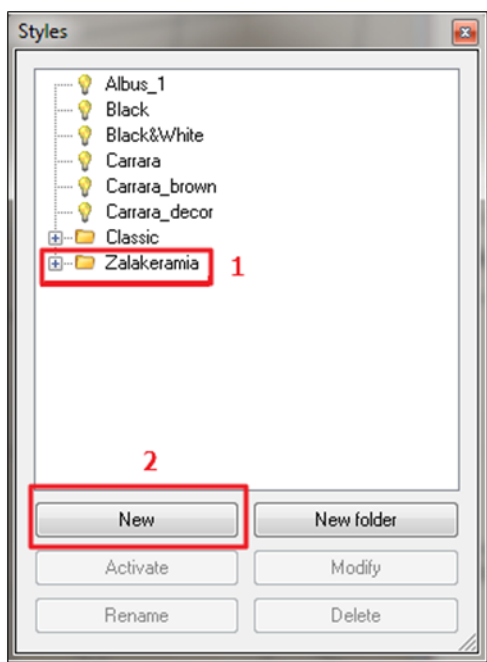 Styles
Albus_1
Black
Black&White
Carrara
Carrara_brown
Carrara_decor
Classic
Zalakeramia 1
2
New New folder
Activate Modify
Rename Delete